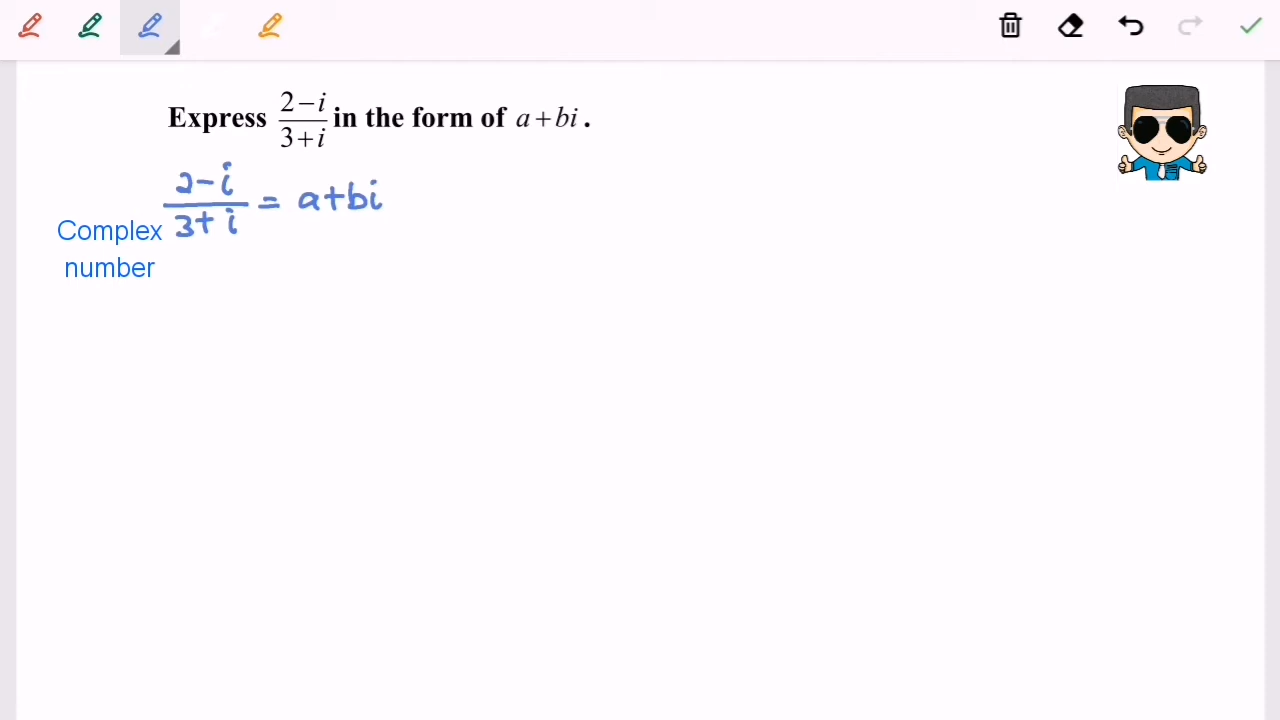 Express (2−i)/(3+i) in the form of a+bi.
(2−i)/(3+i) = a+bi
Complex
number